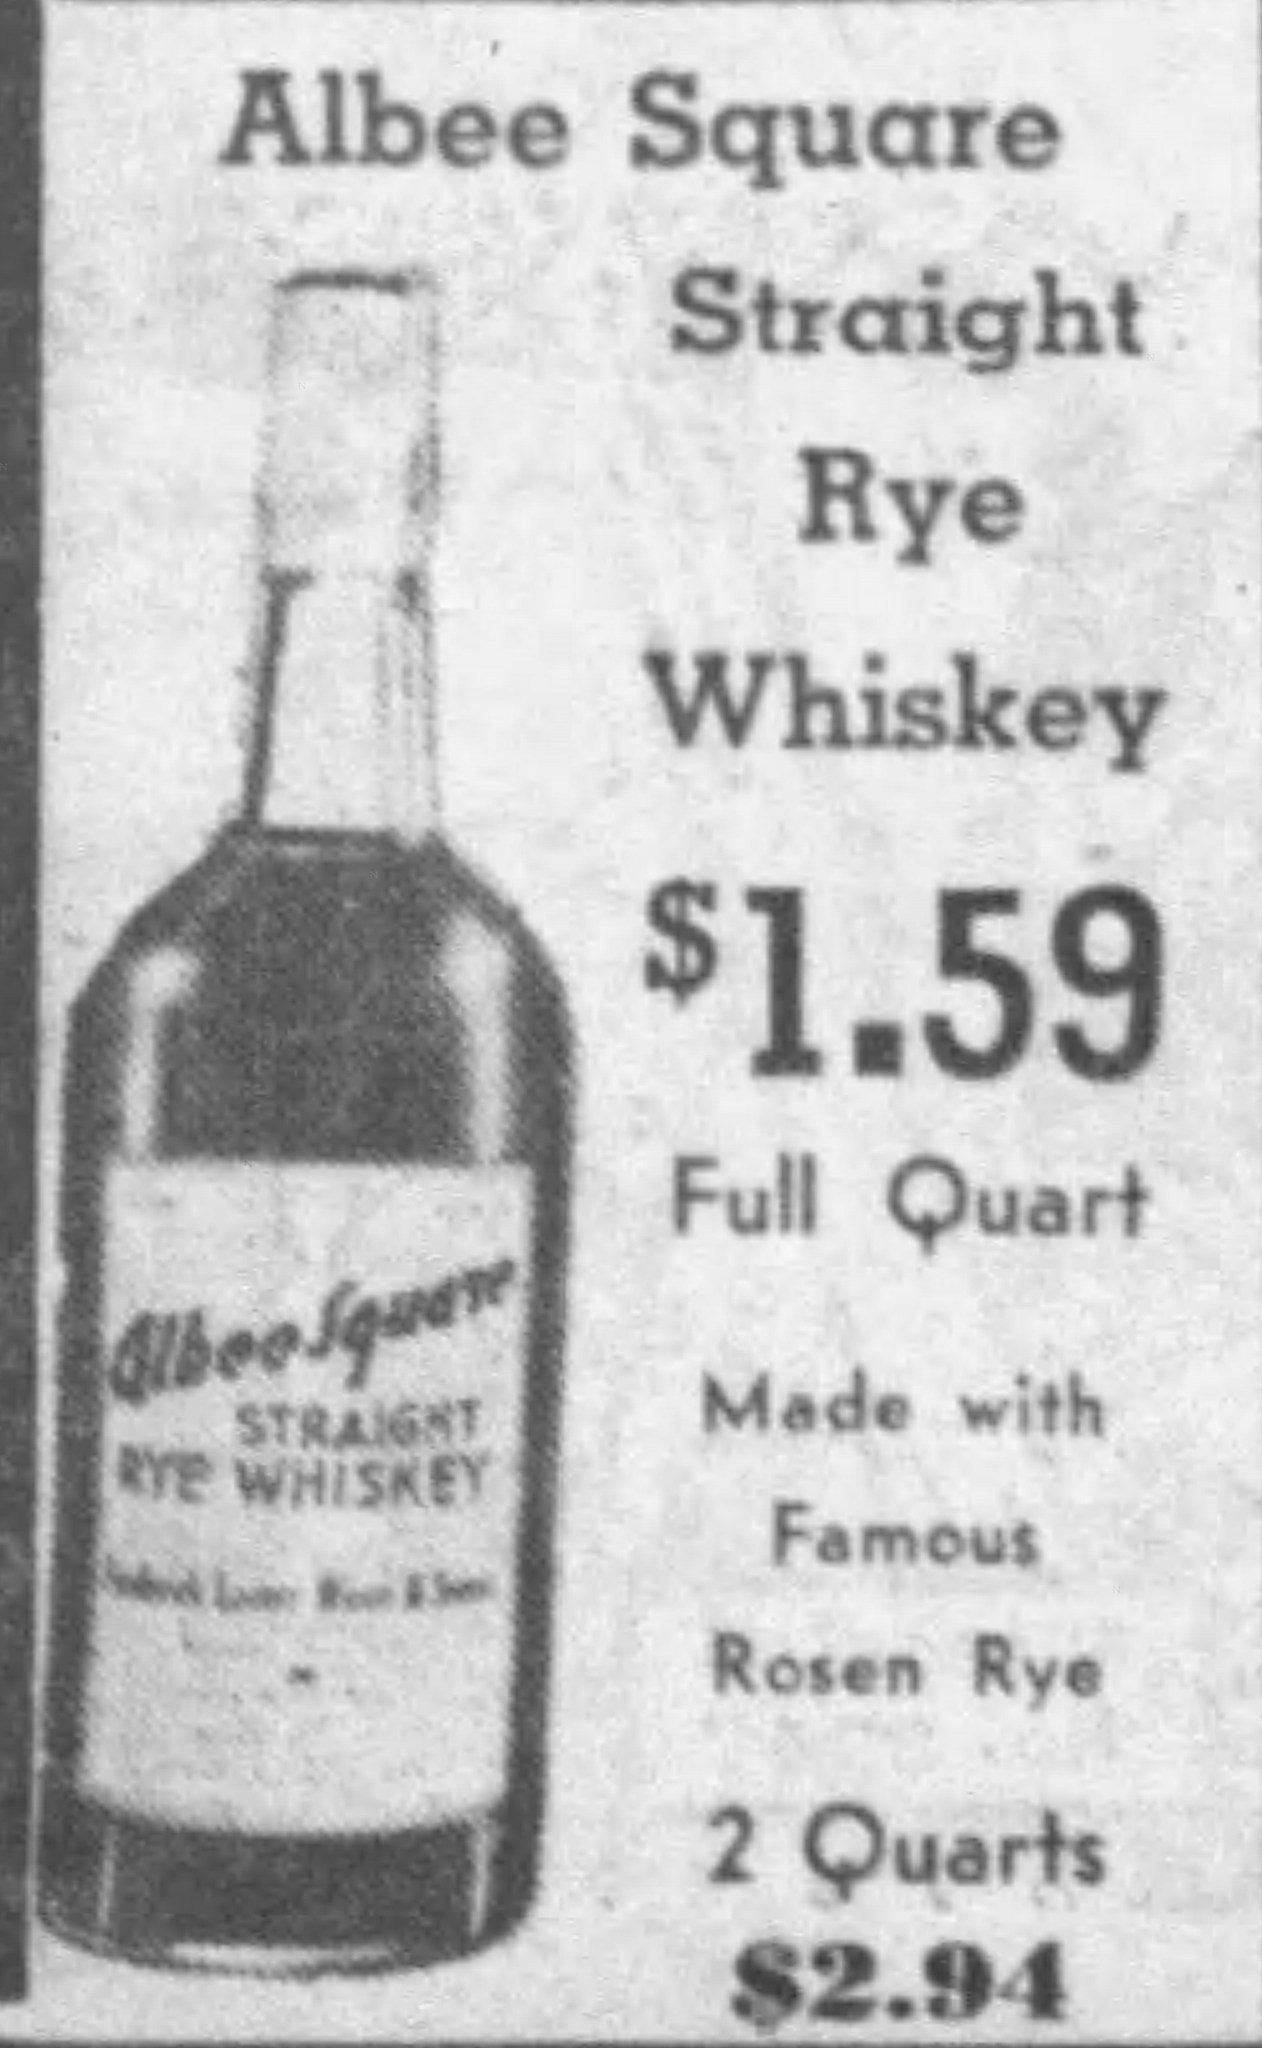 Albee Square
Straight
Rye
Whiskey
$1.59
Full Quart
Made with
Famous
Rosen Rye
2 Quarts
$2.94
Albee Square
STRAIGHT
RYE WHISKEY